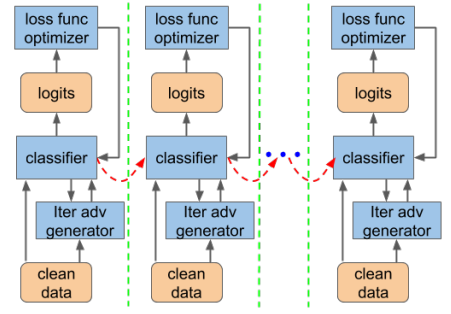 loss func
optimizer
logits
classifier
Iter adv
generator
clean
data
loss func
optimizer
logits
classifier
Iter adv
generator
clean
data
loss func
optimizer
logits
classifier
Iter adv
generator
clean
data